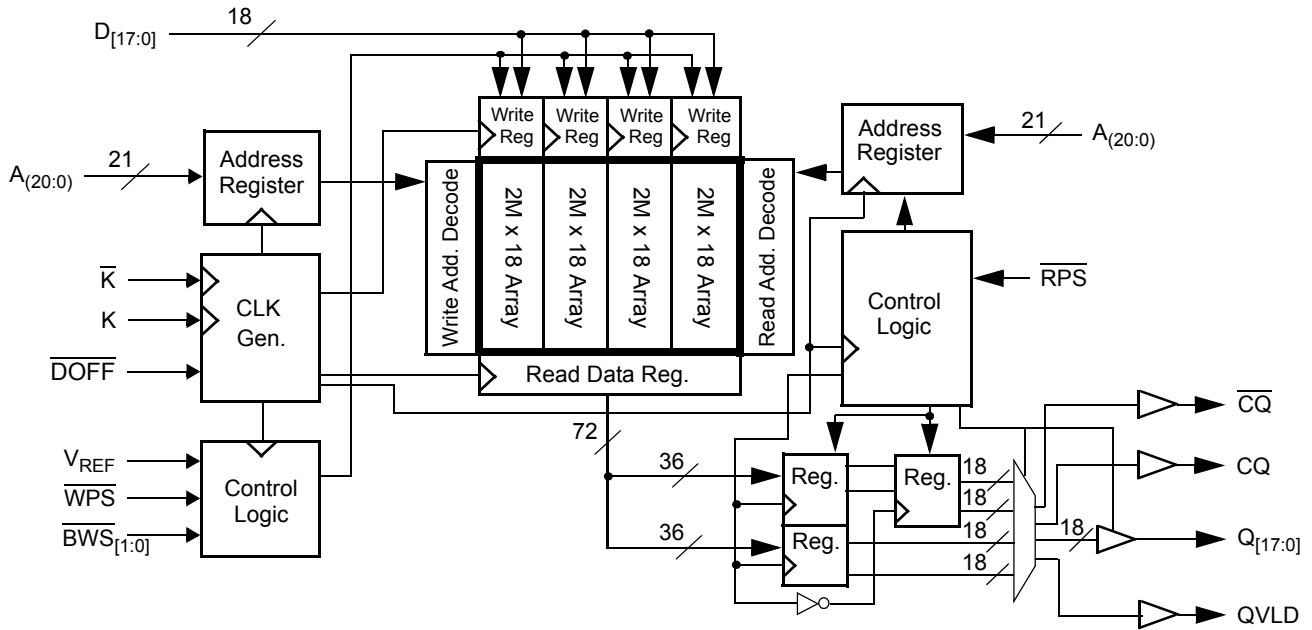 D[17:0]
18
A(20:0)
21
Address
Register
K
K
DOFF
CLK
Gen.
VREF
WPS
BWS[1:0]
Control
Logic
Write
Reg
Write
Reg
Write
Reg
Write
Reg
Write Add. Decode
2M x 18 Array
2M x 18 Array
2M x 18 Array
2M x 18 Array
Read Add. Decode
Read Data Reg.
Address
Register
21
A(20:0)
Control
Logic
RPS
72
36
36
Reg.
Reg.
Reg.
18
18
18
18
18
CQ
CQ
Q[17:0]
QVLD